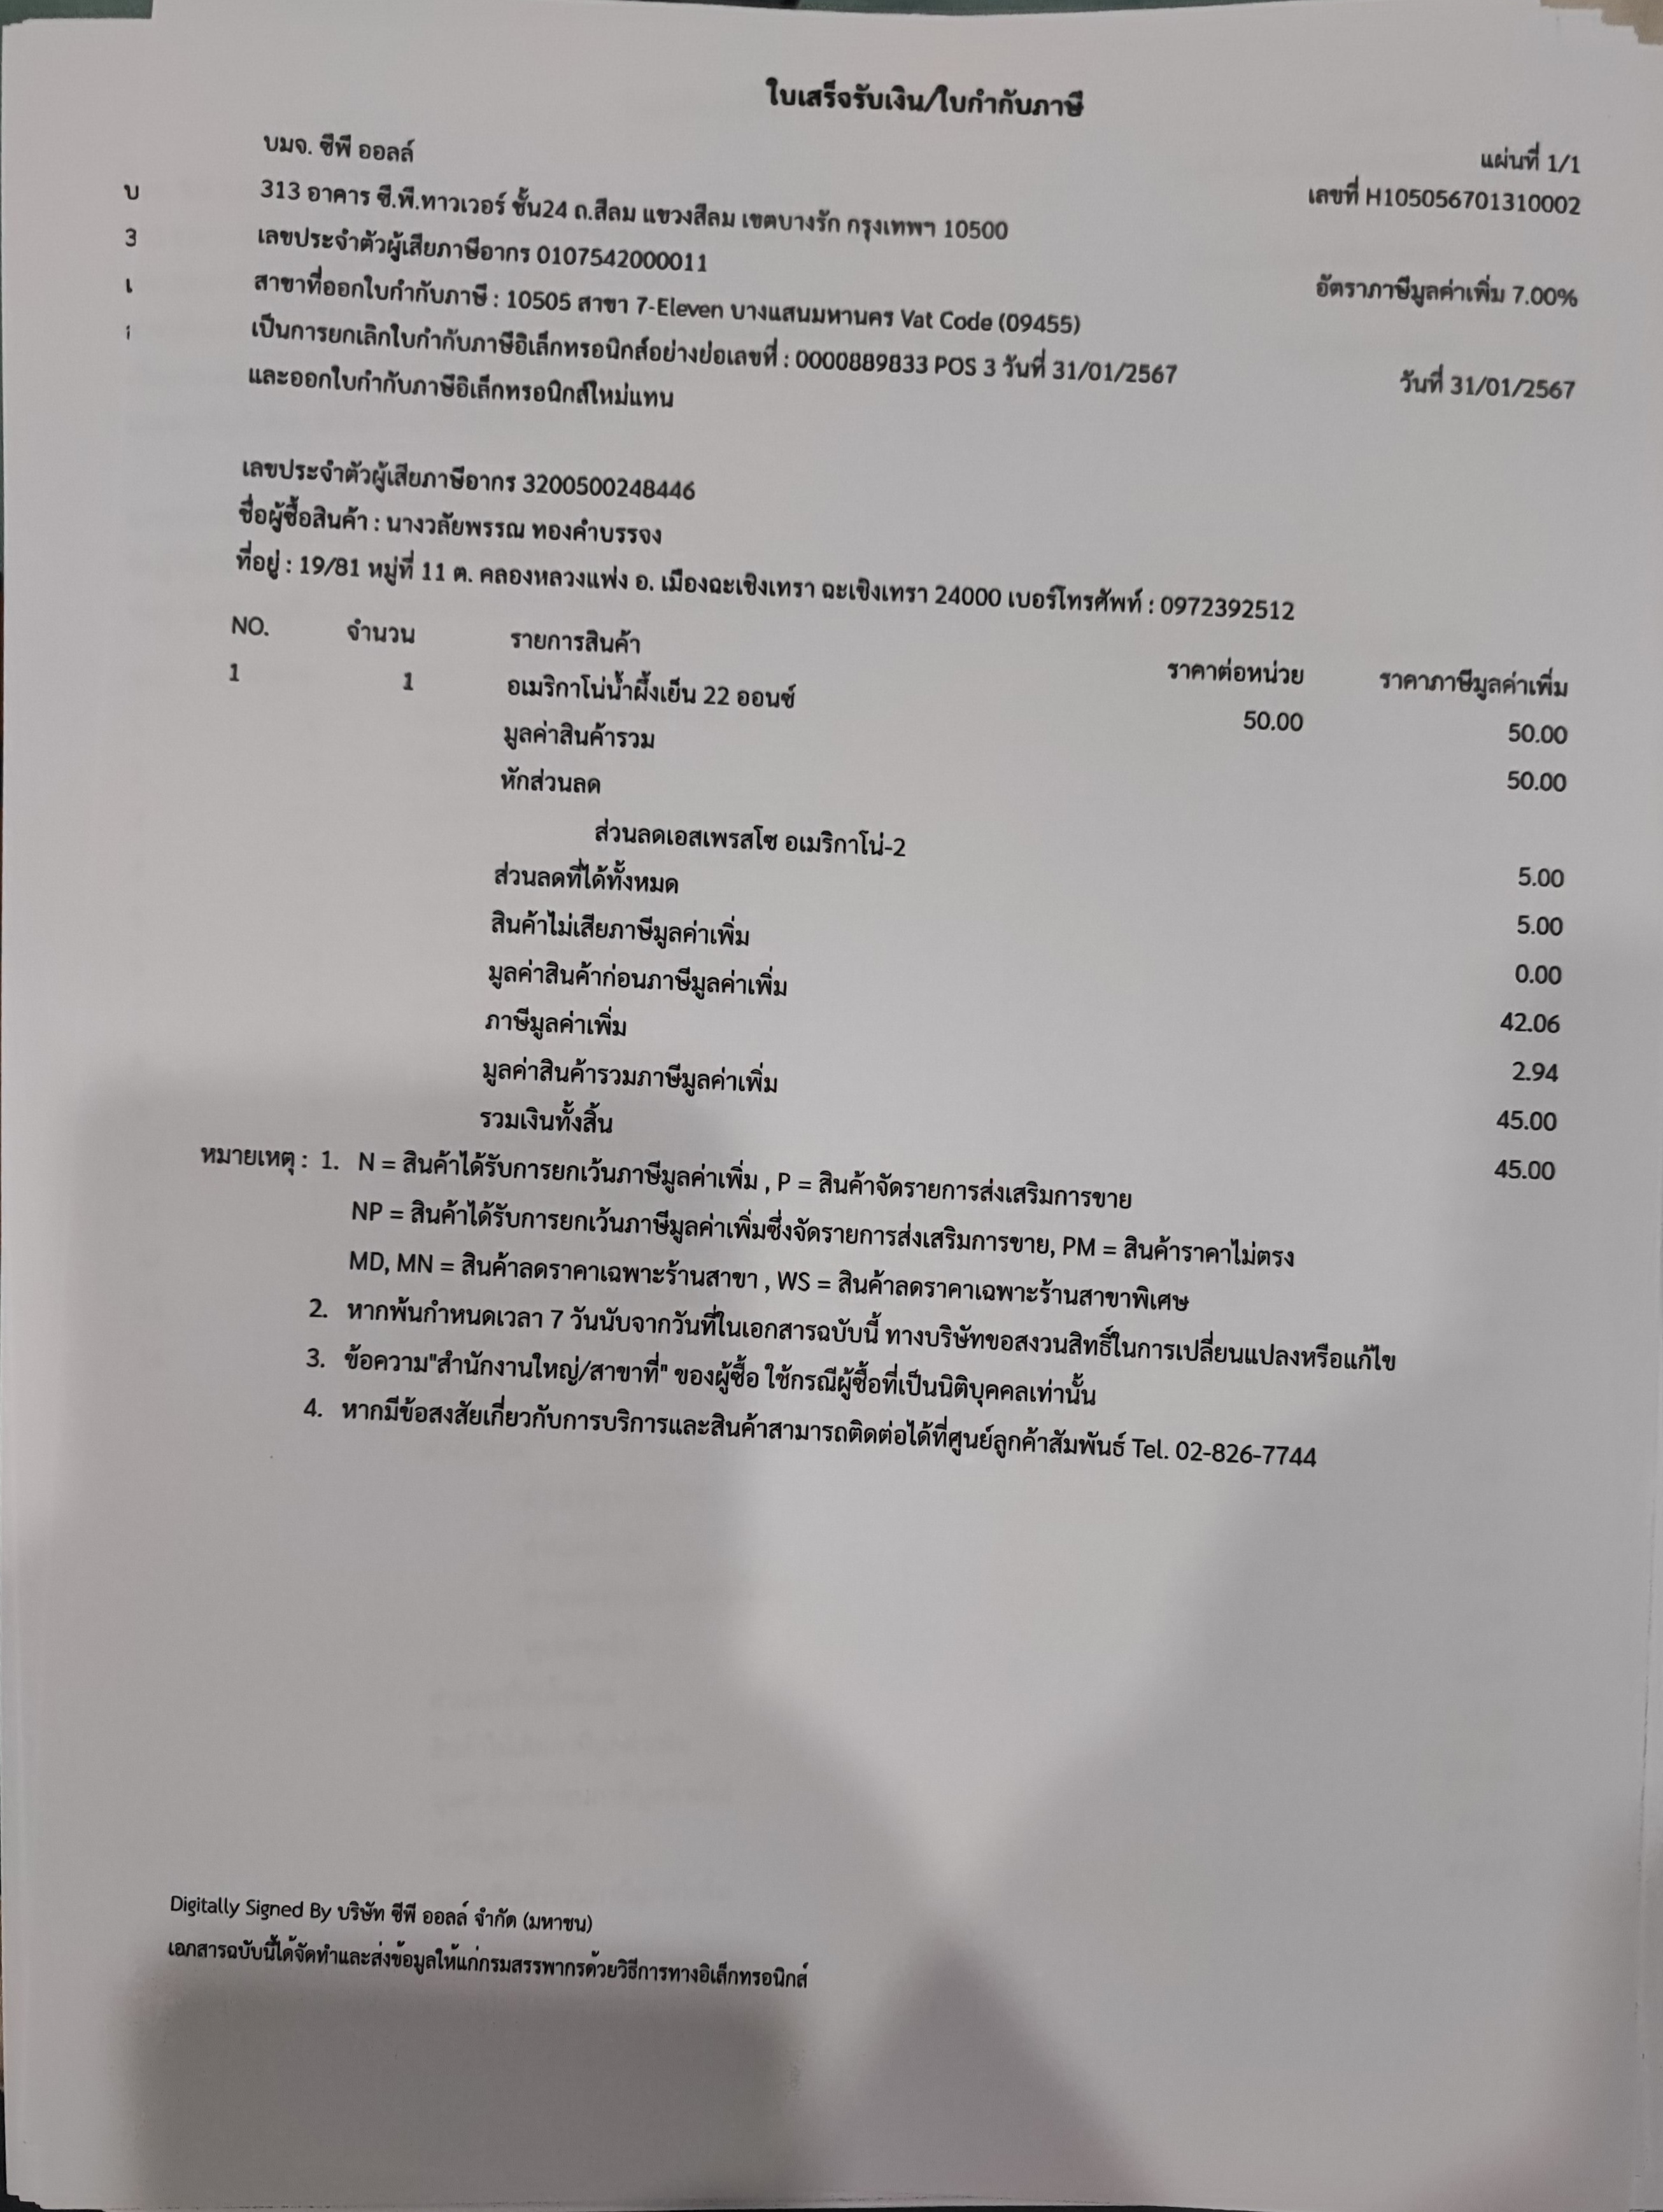 ใบเสร็จรับเงิน/ใบกำกับภาษี
บมจ. ซีพี ออลล์
แผ่นที่ 1/1
บ
313 อาคาร ซี.พี.ทาวเวอร์ ชั้น24 ถ.สีลม แขวงสีลม เขตบางรัก กรุงเทพฯ 10500
เลขที่ H105056701310002
3
เลขประจำตัวผู้เสียภาษีอากร 0107542000011
เ
สาขาที่ออกใบกำกับภาษี : 10505 สาขา 7-Eleven บางแสนมหานคร Vat Code (09455)
อัตราภาษีมูลค่าเพิ่ม 7.00%
เป็นการยกเลิกใบกำกับภาษีอิเล็กทรอนิกส์อย่างย่อเลขที่ : 0000889833 POS 3 วันที่ 31/01/2567
วันที่ 31/01/2567
และออกใบกำกับภาษีอิเล็กทรอนิกส์ใหม่แทน
เลขประจำตัวผู้เสียภาษีอากร 3200500248446
ชื่อผู้ซื้อสินค้า : นางวลัยพรรณ ทองคำบรรจง
ที่อยู่ : 19/81 หมู่ที่ 11 ต. คลองหลวงแพ่ง อ. เมืองฉะเชิงเทรา ฉะเชิงเทรา 24000 เบอร์โทรศัพท์ : 0972392512
NO. จำนวน รายการสินค้า ราคาต่อหน่วย ราคาภาษีมูลค่าเพิ่ม
1 1 อเมริกาโน่น้ำผึ้งเย็น 22 ออนซ์ 50.00 50.00
มูลค่าสินค้ารวม 50.00
หักส่วนลด
ส่วนลดเอสเพรสโซ อเมริกาโน่-2 5.00
ส่วนลดที่ได้ทั้งหมด 5.00
สินค้าไม่เสียภาษีมูลค่าเพิ่ม 0.00
มูลค่าสินค้าก่อนภาษีมูลค่าเพิ่ม 42.06
ภาษีมูลค่าเพิ่ม 2.94
มูลค่าสินค้ารวมภาษีมูลค่าเพิ่ม 45.00
รวมเงินทั้งสิ้น 45.00
หมายเหตุ : 1. N = สินค้าได้รับการยกเว้นภาษีมูลค่าเพิ่ม , P = สินค้าจัดรายการส่งเสริมการขาย
NP = สินค้าได้รับการยกเว้นภาษีมูลค่าเพิ่มซึ่งจัดรายการส่งเสริมการขาย, PM = สินค้าราคาไม่ตรง
MD, MN = สินค้าลดราคาเฉพาะร้านสาขา , WS = สินค้าลดราคาเฉพาะร้านสาขาพิเศษ
2. หากพ้นกำหนดเวลา 7 วันนับจากวันที่ในเอกสารฉบับนี้ ทางบริษัทขอสงวนสิทธิ์ในการเปลี่ยนแปลงหรือแก้ไข
3. ข้อความ"สำนักงานใหญ่/สาขาที่" ของผู้ซื้อ ใช้กรณีผู้ซื้อที่เป็นนิติบุคคลเท่านั้น
4. หากมีข้อสงสัยเกี่ยวกับการบริการและสินค้าสามารถติดต่อได้ที่ศูนย์ลูกค้าสัมพันธ์ Tel. 02-826-7744
Digitally Signed By บริษัท ซีพี ออลล์ จำกัด (มหาชน)
เอกสารฉบับนี้ได้จัดทำและส่งข้อมูลให้แก่กรมสรรพากรด้วยวิธีการทางอิเล็กทรอนิกส์